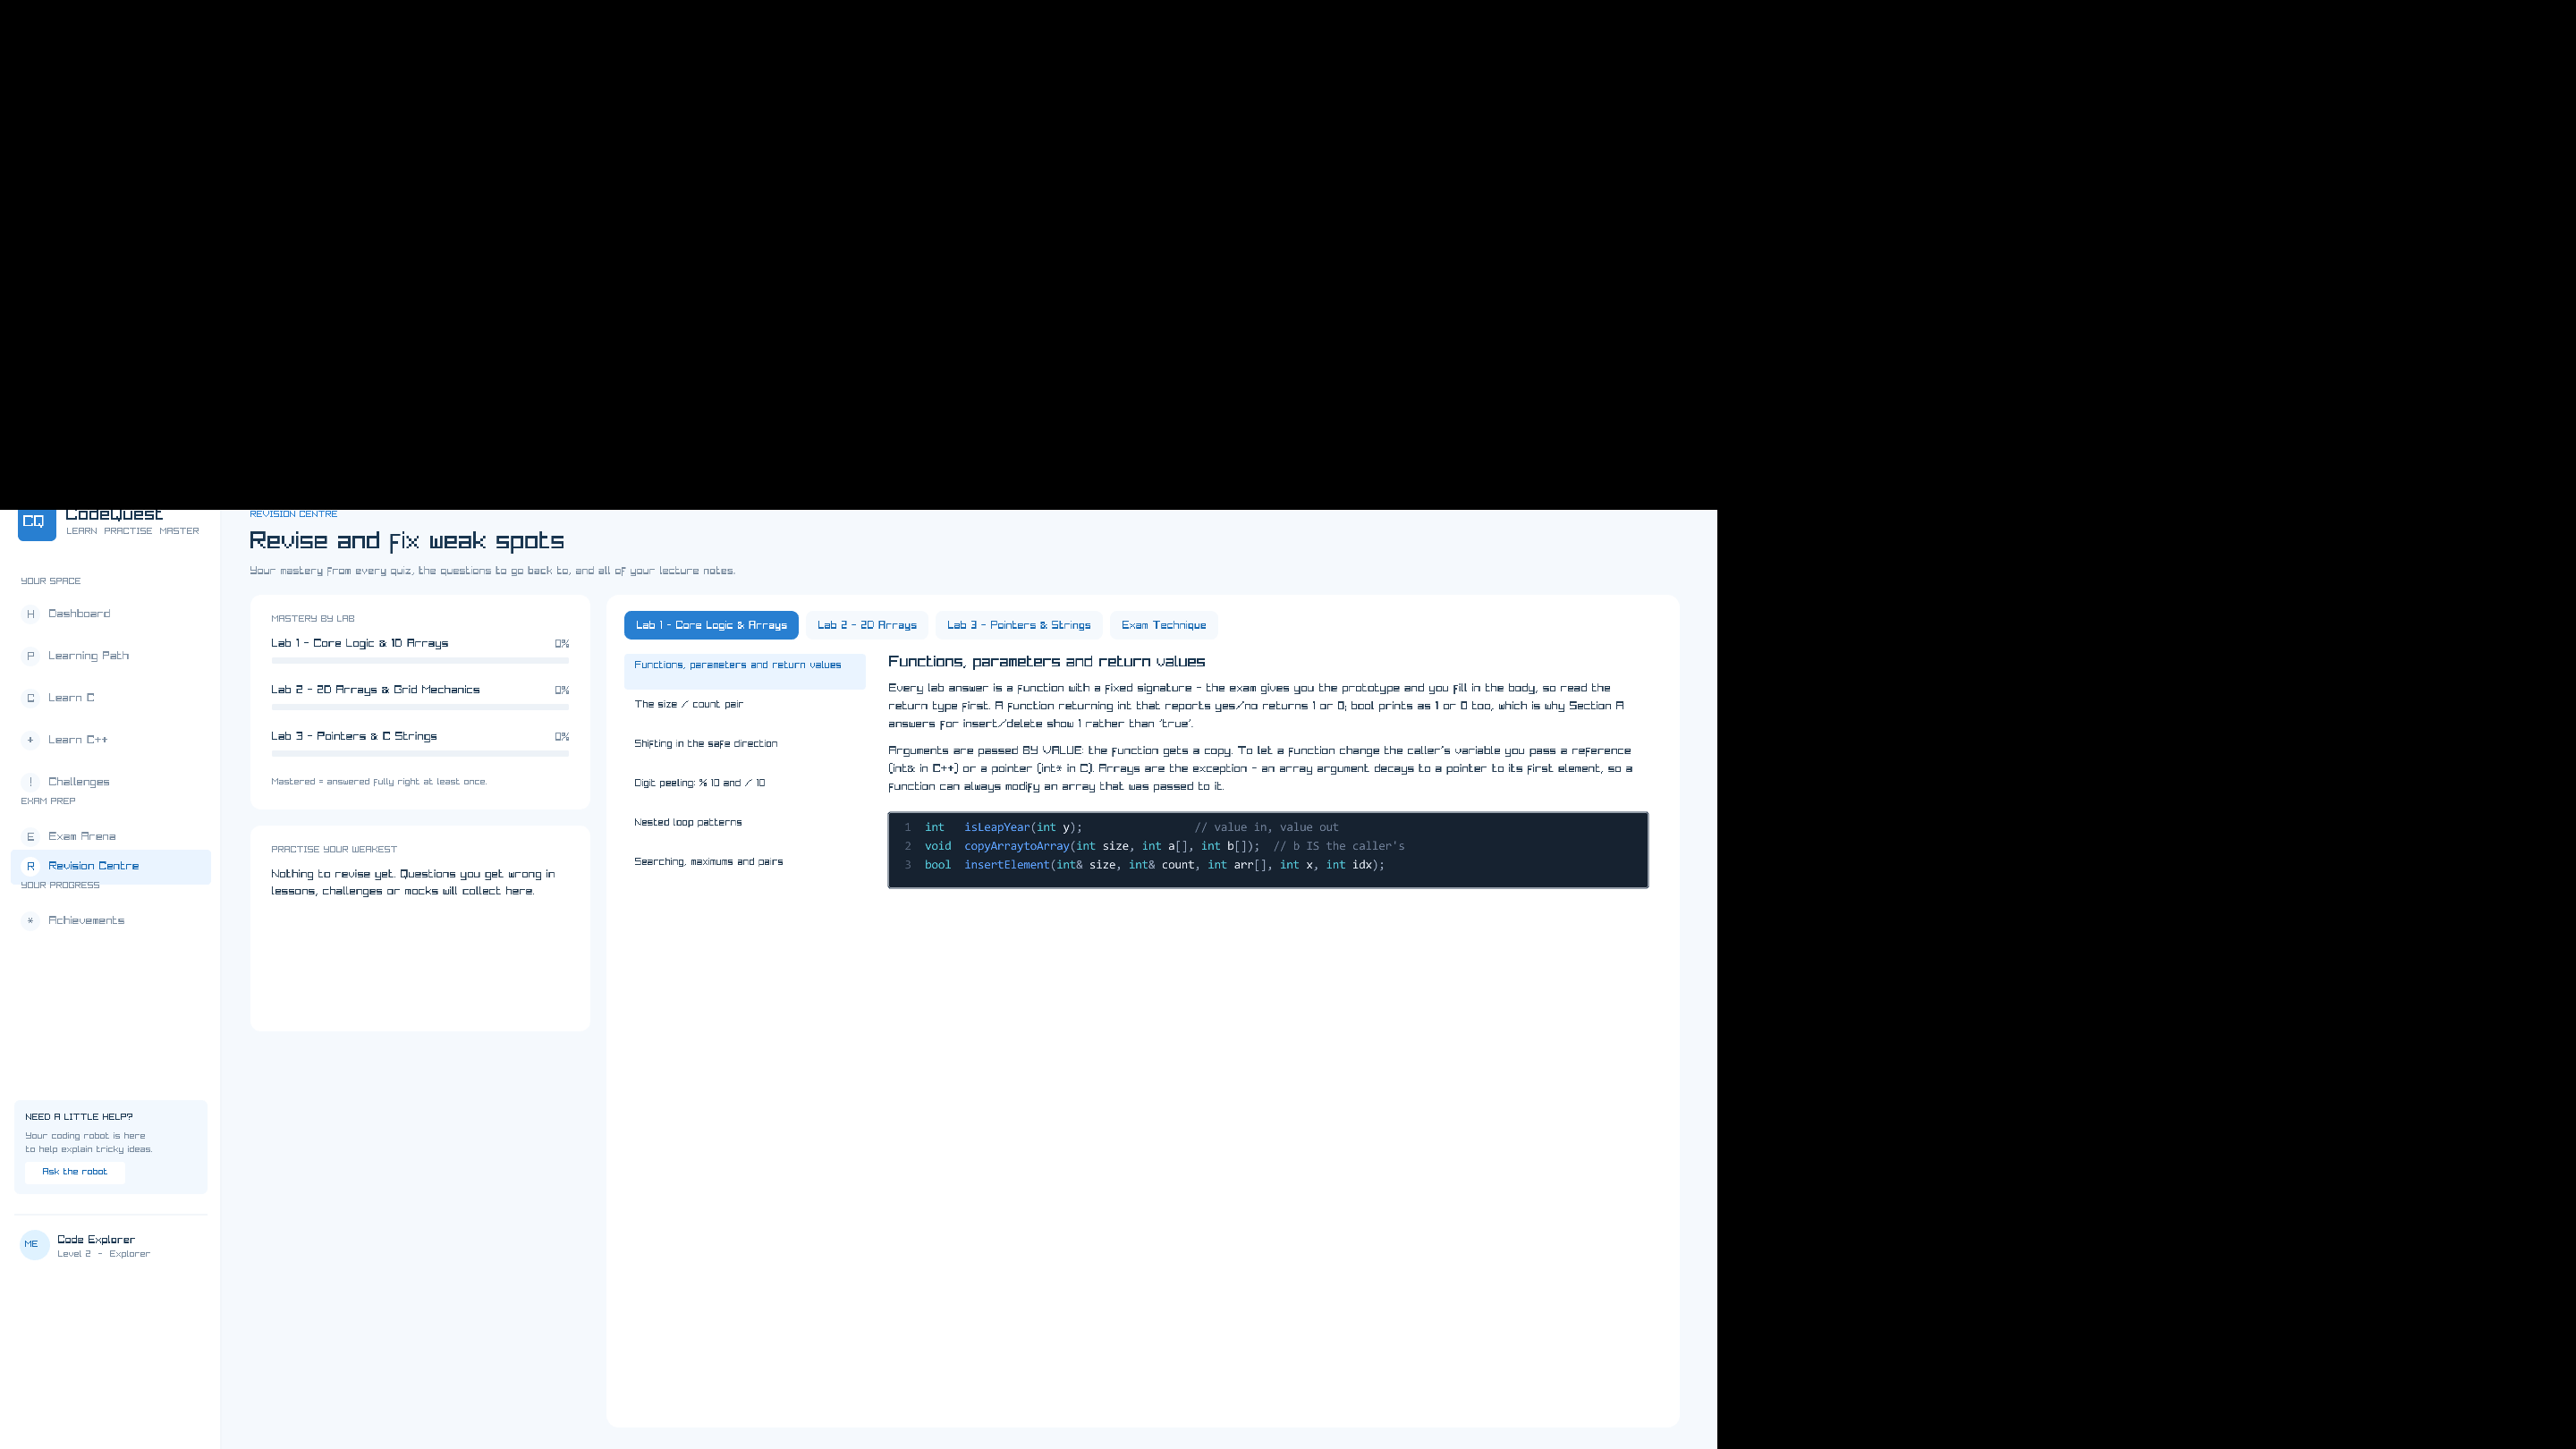 CQ
CodeQuest
LEARN PRACTISE MASTER
YOUR SPACE
H Dashboard
P Learning Path
C Learn C
+ Learn C++
! Challenges
EXAM PREP
E Exam Arena
R Revision Centre
YOUR PROGRESS
* Achievements
NEED A LITTLE HELP?
Your coding robot is here
to help explain tricky ideas.
Ask the robot
ME
Code Explorer
Level 2 - Explorer
REVISION CENTRE
Revise and fix weak spots
Your mastery from every quiz, the questions to go back to, and all of your lecture notes.
MASTERY BY LAB
Lab 1 - Core Logic & 1D Arrays 0%
Lab 2 - 2D Arrays & Grid Mechanics 0%
Lab 3 - Pointers & C Strings 0%
Mastered = answered fully right at least once.
PRACTISE YOUR WEAKEST
Nothing to revise yet. Questions you get wrong in
lessons, challenges or mocks will collect here.
Lab 1 - Core Logic & Arrays
Lab 2 - 2D Arrays
Lab 3 - Pointers & Strings
Exam Technique
Functions, parameters and return values
The size / count pair
Shifting in the safe direction
Digit peeling: % 10 and / 10
Nested loop patterns
Searching, maximums and pairs
Functions, parameters and return values
Every lab answer is a function with a fixed signature - the exam gives you the prototype and you fill in the body, so read the
return type first. A function returning int that reports yes/no returns 1 or 0; bool prints as 1 or 0 too, which is why Section A
answers for insert/delete show 1 rather than 'true'.
Arguments are passed BY VALUE: the function gets a copy. To let a function change the caller's variable you pass a reference
(int& in C++) or a pointer (int* in C). Arrays are the exception - an array argument decays to a pointer to its first element, so a
function can always modify an array that was passed to it.
1 int isLeapYear(int y); // value in, value out
2 void copyArraytoArray(int size, int a[], int b[]); // b IS the caller's
3 bool insertElement(int& size, int& count, int arr[], int x, int idx);